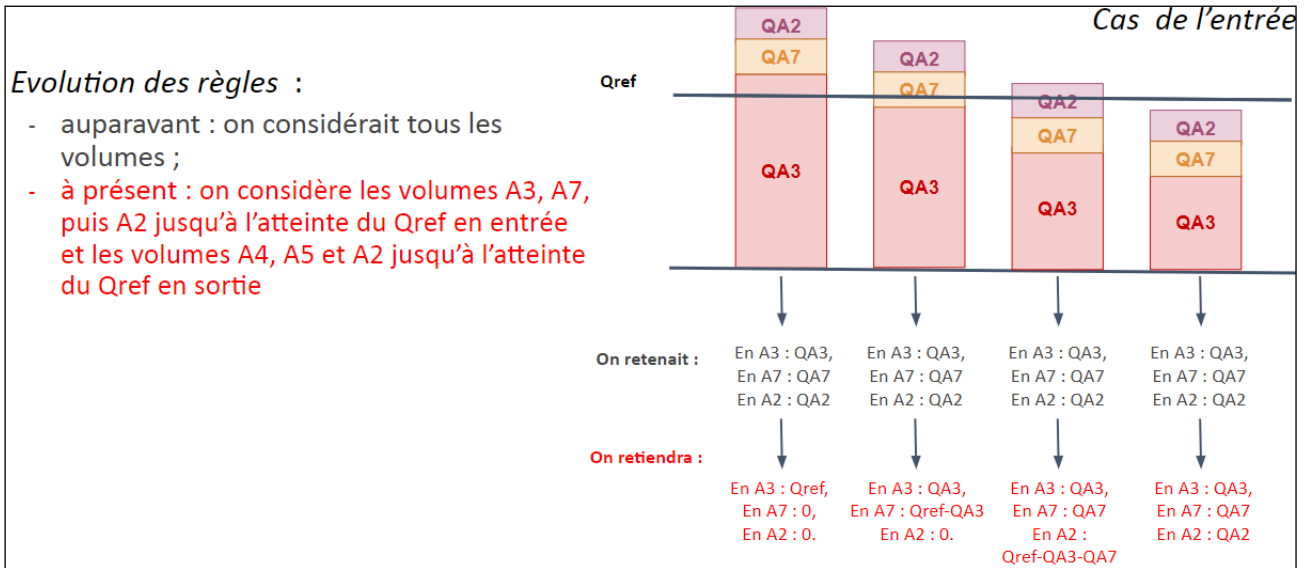 Cas de l'entrée
Evolution des règles :
- auparavant : on considérait tous les
volumes ;
- à présent : on considère les volumes A3, A7,
puis A2 jusqu'à l'atteinte du Qref en entrée
et les volumes A4, A5 et A2 jusqu'à l'atteinte
du Qref en sortie
Qref
QA2
QA7
QA3
QA2
QA7
QA3
QA2
QA7
QA3
QA2
QA7
QA3
On retenait :
En A3 : QA3,
En A7 : QA7
En A2 : QA2
En A3 : QA3,
En A7 : QA7
En A2 : QA2
En A3 : QA3,
En A7 : QA7
En A2 : QA2
En A3 : QA3,
En A7 : QA7
En A2 : QA2
On retiendra :
En A3 : Qref,
En A7 : 0,
En A2 : 0.
En A3 : QA3,
En A7 : Qref-QA3
En A2 : 0.
En A3 : QA3,
En A7 : QA7
En A2 :
Qref-QA3-QA7
En A3 : QA3,
En A7 : QA7
En A2 : QA2